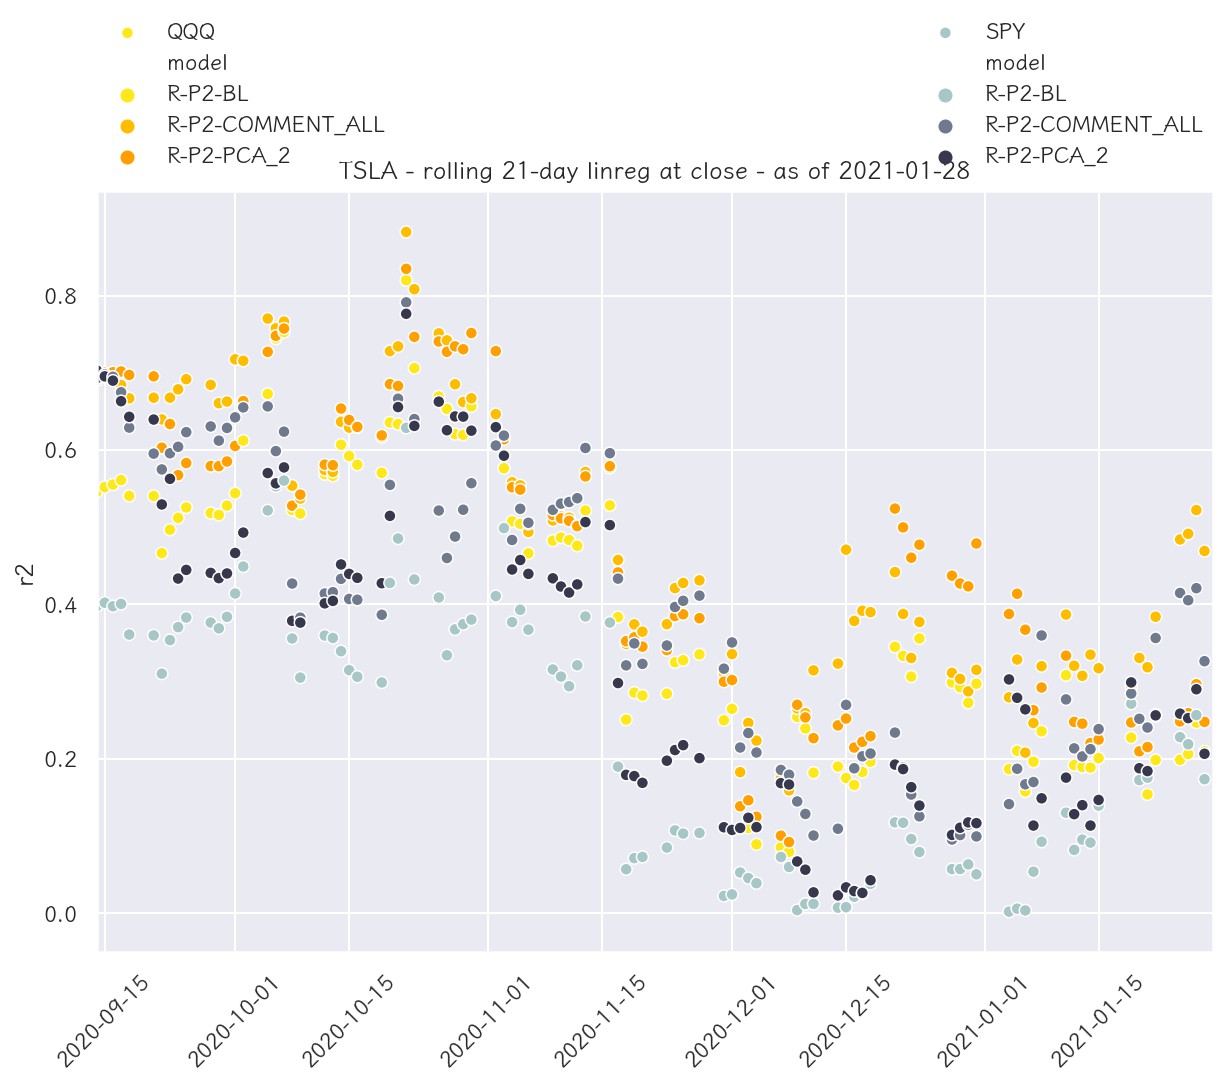 QQQ
model
R-P2-BL
R-P2-COMMENT_ALL
R-P2-PCA_2
SPY
model
R-P2-BL
R-P2-COMMENT_ALL
R-P2-PCA_2
TSLA - rolling 21-day linreg at close - as of 2021-01-28
r2
0.8
0.6
0.4
0.2
0.0
2020-09-15
2020-10-01
2020-10-15
2020-11-01
2020-11-15
2020-12-01
2020-12-15
2021-01-01
2021-01-15